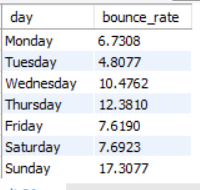 day bounce_rate
Monday 6.7308
Tuesday 4.8077
Wednesday 10.4762
Thursday 12.3810
Friday 7.6190
Saturday 7.6923
Sunday 17.3077